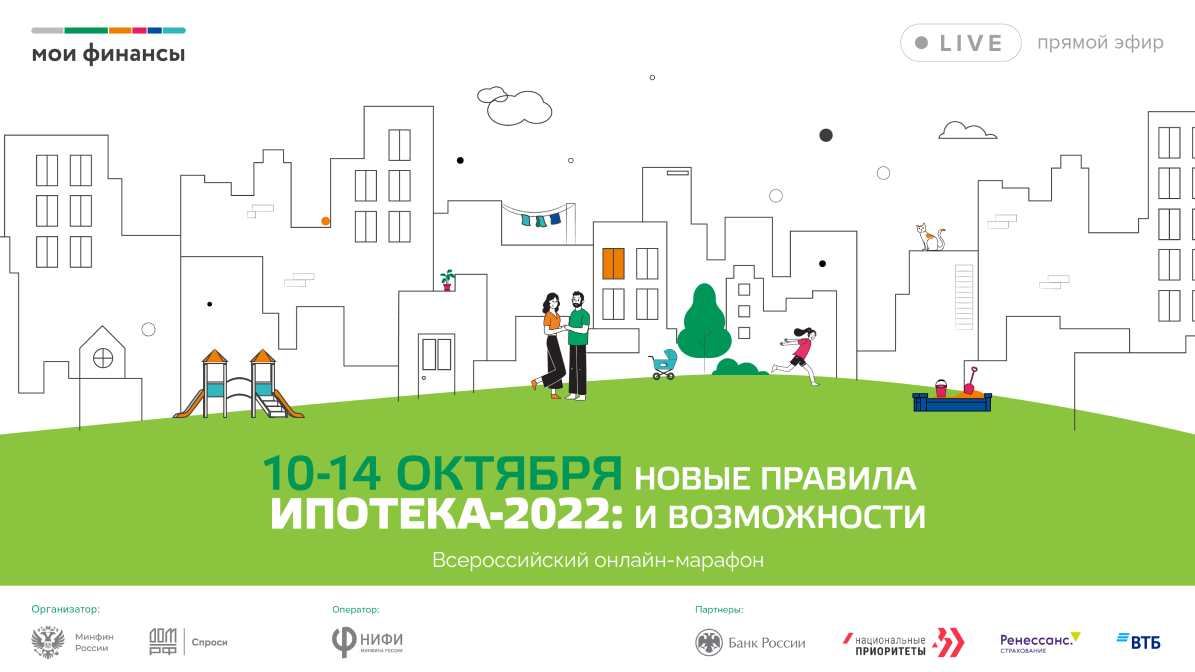 мои финансы
LIVE прямой эфир
10-14 ОКТЯБРЯ НОВЫЕ ПРАВИЛА
ИПОТЕКА-2022: И ВОЗМОЖНОСТИ
Всероссийский онлайн-марафон
Организатор:
Минфин
России
ДОМ
РФ
Спроси
Оператор:
НИФИ
МИНФИНА РОССИИ
Партнеры:
Банк России
национальные
ПРИОРИТЕТЫ
Ренессанс.
СТРАХОВАНИЕ
ВТБ